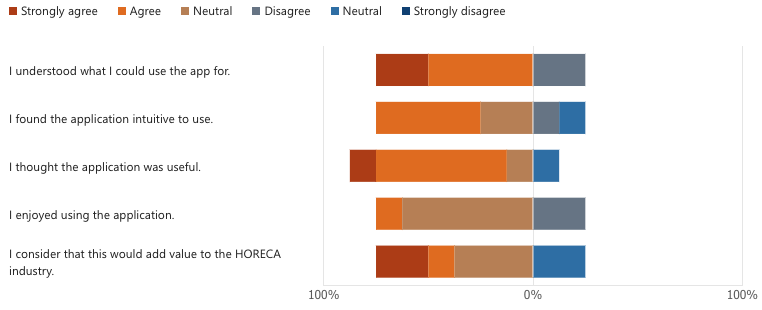 Strongly agree Agree Neutral Disagree Neutral Strongly disagree
I understood what I could use the app for.
I found the application intuitive to use.
I thought the application was useful.
I enjoyed using the application.
I consider that this would add value to the HORECA
industry.
100% 0% 100%